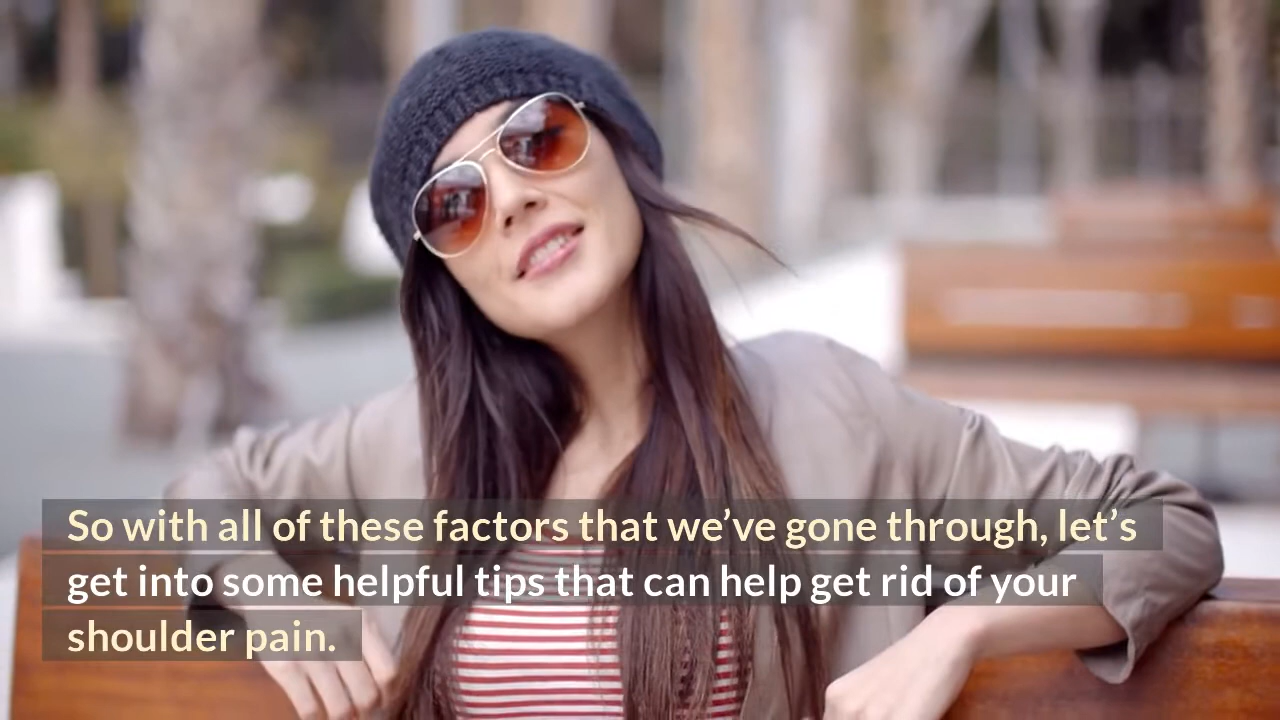 So with all of these factors that we’ve gone through, let’s
get into some helpful tips that can help get rid of your
shoulder pain.